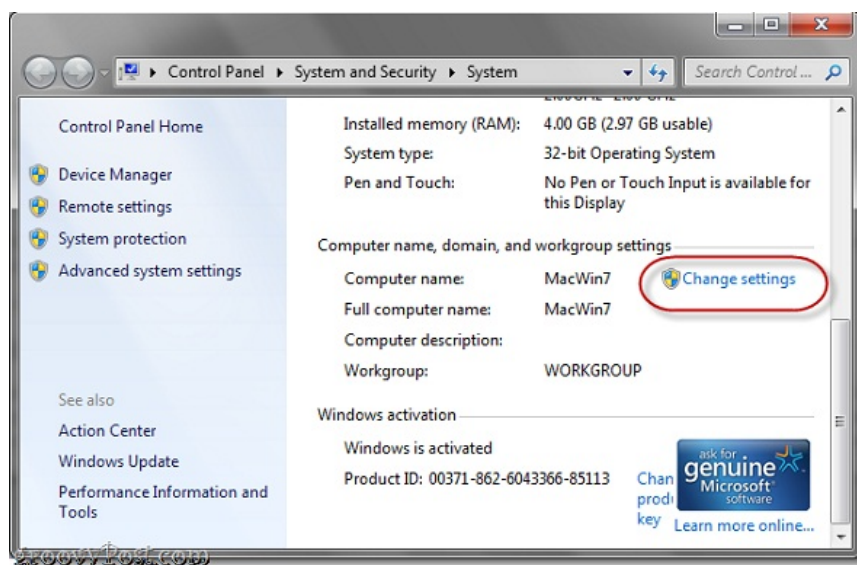 Control Panel ▸ System and Security ▸ System
Search Control ...
Control Panel Home
Device Manager
Remote settings
System protection
Advanced system settings
See also
Action Center
Windows Update
Performance Information and
Tools
Installed memory (RAM): 4.00 GB (2.97 GB usable)
System type: 32-bit Operating System
Pen and Touch: No Pen or Touch Input is available for
this Display
Computer name, domain, and workgroup settings
Computer name: MacWin7 Change settings
Full computer name: MacWin7
Computer description:
Workgroup: WORKGROUP
Windows activation
Windows is activated
Product ID: 00371-862-6043366-85113
Chan
produ
key
ask for
genuine
Microsoft
software
Learn more online...
groovyPost.com